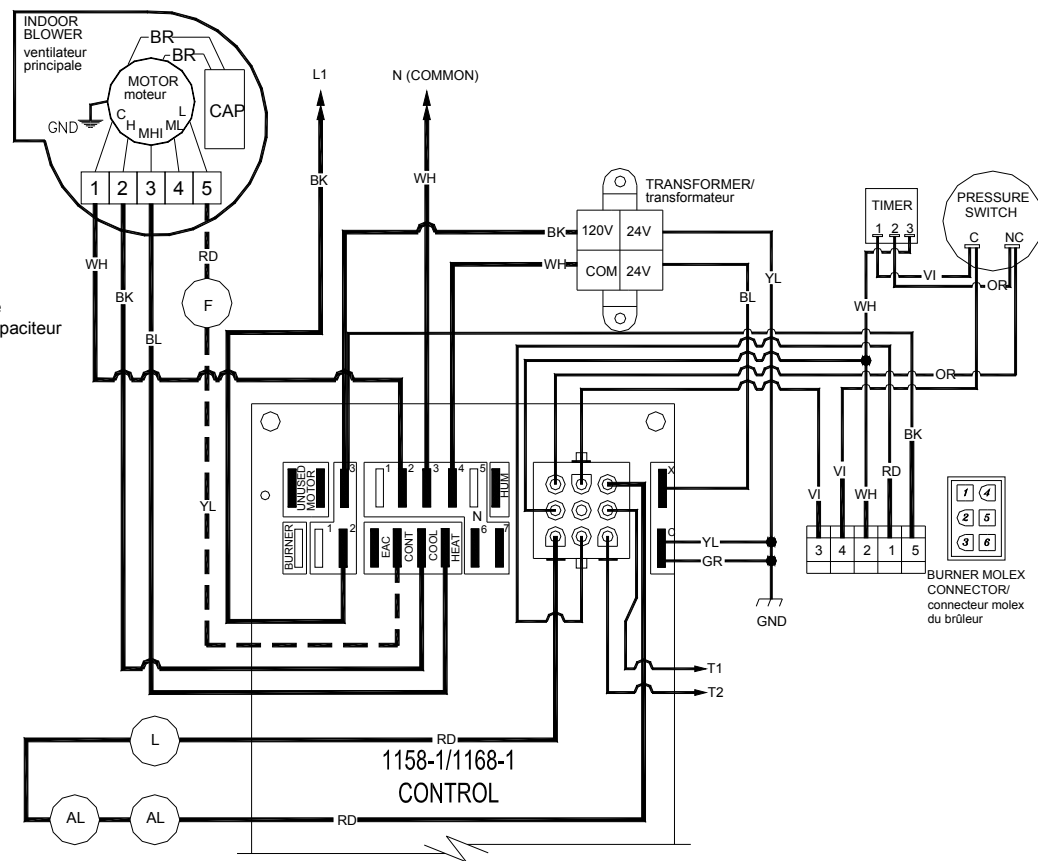 INDOOR
BLOWER
ventilateur
principale
BR
BR
MOTOR
moteur
CAP
GND
C
H
MHI
ML
L
1 2 3 4 5
L1
N (COMMON)
BK
WH
TRANSFORMER/
transformateur
120V 24V
COM 24V
BK
WH
YL
BL
TIMER
1 2 3
PRESSURE
SWITCH
C NC
VI
OR
WH
OR
WH
BK
BL
RD
F
paciteur
YL
UNUSED
MOTOR
3
1 2 3 4 5
HUM
BURNER
1 2
EAC
CONT
COOL
HEAT
N
6 7
X
C
YL
GR
GND
VI
VI
WH
RD
BK
3 4 2 1 5
1 4
2 5
3 6
BURNER MOLEX
CONNECTOR/
connecteur molex
du brûleur
T1
T2
L
RD
1158-1/1168-1
CONTROL
AL
AL
RD